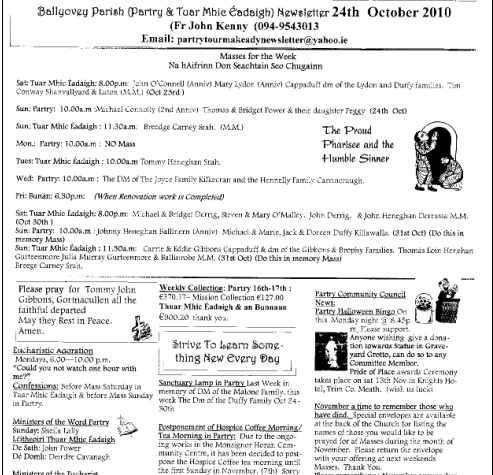 Ballyovey Parish (Partry & Tuar Mhic Éadaigh) Newsletter 24th October 2010
(Fr John Kenny (094-9543013
Email: partrytourmakeadynewsletter@yahoo.ie
Masses for the Week
Na hAifrinn Don Seachtain Seo Chugainn
Sat: Tuar Mhic Éadaigh: 8.00p.m: John O'Connell (Anniv) Mary Lydon (Anniv) Cappaduff dm of the Lydon and Duffy families. Tim
Conway Shanvallyard & Luton (M.M.) (Oct 23rd )
Sun: Partry: 10.00a.m :Michael Connolly (2nd Anniv) Thomas & Bridget Power & their daughter Peggy (24th Oct)
Sun: Tuar Mhic Éadaigh : 11.30a.m: Breedge Carney Srah. (M.M.)
Mon.: Partry: 10.00a.m : NO Mass
The Proud
Pharisee and the
Humble Sinner
Tues: Tuar Mhic Éadaigh : 10.00a.m Tommy Heneghan Srah.
Wed: Partry: 10.00a.m : The DM of The Joyce Family Kilkeeran and the Hennelly Family Carrineraugh.
Fri: Bunán: 6.30p.m: (When Renovation work is Completed)
Sat: Tuar Mhic Éadaigh: 8.00p.m: Michael & Bridget Derrig, Steven & Mary O'Malley, John Derrig, & John Heneghan Derrassa M.M.
(Oct 30th )
Sun: Partry: 10.00a.m : Johnny Heneghan Ballinern (Anniv) Michael & Marie, Jack & Doreen Duffy Killawalla. (31st Oct) (Do this in
memory Mass)
Sun: Tuar Mhic Éadaigh : 11.30a.m: Carrie & Eddie Gibbons Cappaduff & dm of the Gibbons & Brophy Families. Thomas Eoin Henahan
Gurteenmore Julia Murray Gurteenmore & Ballinrobe M.M. (31st Oct) (Do this in memory Mass)
Breege Carney Srah.
Please pray for Tommy John
Gibbons, Gortnacullen all the
faithful departed
May they Rest in Peace.
Amen.
Eucharistic Adoration
Mondays, 6.00–10.00 p.m.
"Could you not watch one hour with
me?"
Confessions: Before Mass Saturday in
Tuar Mhic Éadaigh & before Mass Sunday
in Partry.
Ministers of the Word Partry
Sunday: Sheila Lally
Léitheoirí Thuar Mhic Éadaigh
De Sath: John Power
Dé Domh: Deirdre Cavanagh
Ministers of the Eucharist
Weekly Collection: Partry 16th-17th :
€370.17– Mission Collection €127.00
Thuar Mhic Éadaigh & an Bunnann
€900.20 thank you.
Strive To Learn Some-
thing New Every Day
Sanctuary Lamp in Partry Last Week in
memory of DM of the Malone Family, this
week The Dm of the Duffy Family Oct 24-
30th
Postponement of Hospice Coffee Morning/
Tea Morning in Partry: Due to the ongo-
ing works in the Monsignor Horan Com-
munity Centre, it has been decided to post-
pone the Hospice Coffee tea morning until
the first Sunday in November, (7th) Sorry
Partry Community Council
News:
Partry Halloween Bingo On
this Monday night @ 8.45p.
m, Please support.
Anyone wishing give a dona-
tion towards Statue in Grave-
yard Grotto, can do so to any
Committee Member.
Pride of Place awards Ceremony
takes place on sat 13th Nov in Knights Ho-
tel, Trim Co. Meath. (wish us luck)
November a time to remember those who
have died. Special envelopes are available
at the back of the Church for listing the
names of those you would like to be
prayed for at Masses during the month of
November. Please return the envelope
with your offering at next weekends
Masses. Thank You.